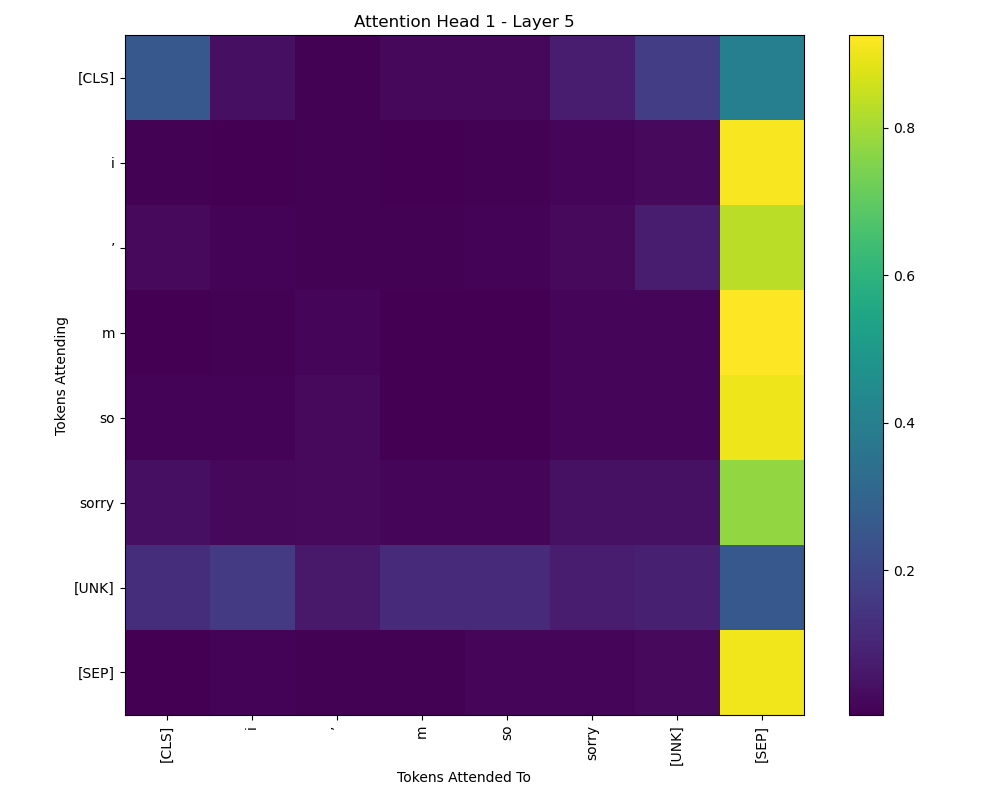 Attention Head 1 - Layer 5
[CLS]
i
’
m
so
sorry
[UNK]
[SEP]
Tokens Attending
[CLS]
i
’
m
so
sorry
[UNK]
[SEP]
Tokens Attended To
0.8
0.6
0.4
0.2